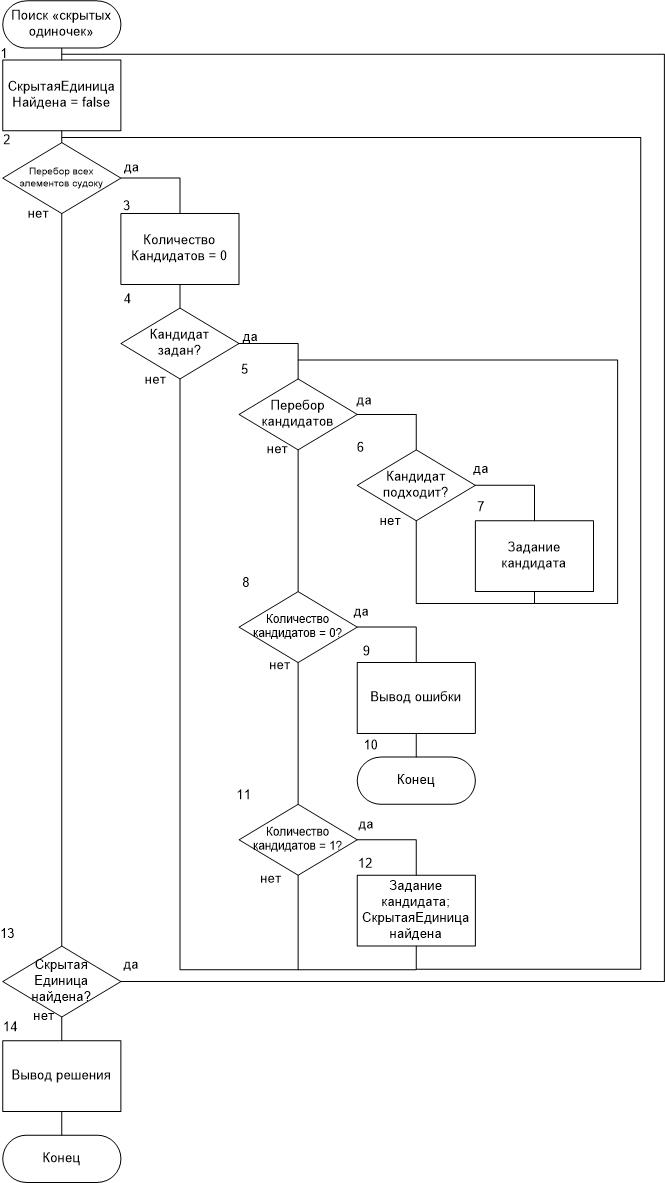 Поиск «скрытых
одиночек»
1
СкрытаяЕдиница
Найдена = false
2
Перебор всех
элементов судоку
да
нет
3
Количество
Кандидатов = 0
4
Кандидат
задан?
да
нет
5
Перебор
кандидатов
да
нет
6
Кандидат
подходит?
да
нет
7
Задание
кандидата
8
Количество
кандидатов = 0?
да
нет
9
Вывод ошибки
10
Конец
11
Количество
кандидатов = 1?
да
нет
12
Задание
кандидата;
СкрытаяЕдиница
найдена
13
Скрытая
Единица
найдена?
да
нет
14
Вывод решения
Конец